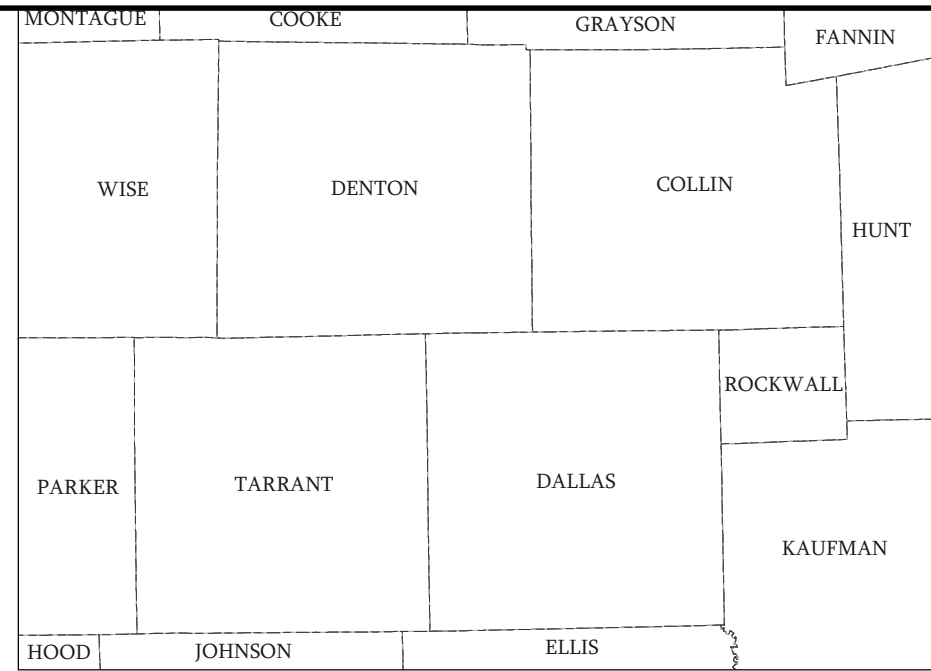 MONTAGUE
COOKE
GRAYSON
FANNIN
WISE
DENTON
COLLIN
HUNT
ROCKWALL
PARKER
TARRANT
DALLAS
KAUFMAN
HOOD
JOHNSON
ELLIS